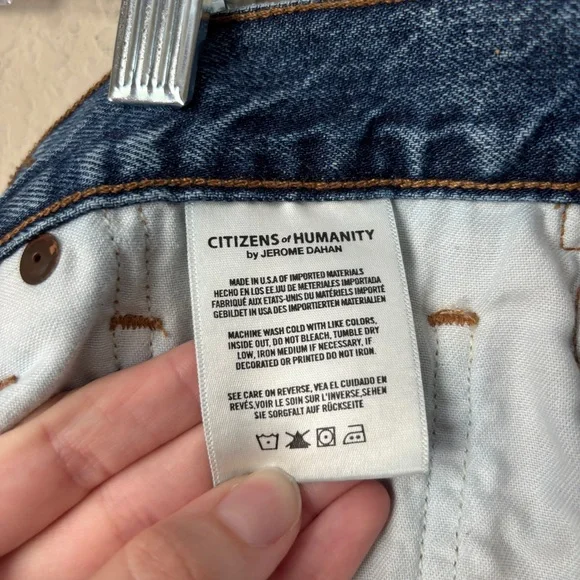 CITIZENS of HUMANITY
by JEROME DAHAN
MADE IN U.S.A OF IMPORTED MATERIALS
HECHO EN LOS EE.UU DE METERIALES IMPORTADA
FABRIQUÉ AUX ETATS-UNIS DU MATÉRIELS IMPORTÉ
GEBILDET IN USA DES IMPORTIERTEN MATERIALIEN
MACHINE WASH COLD WITH LIKE COLORS,
INSIDE OUT, DO NOT BLEACH, TUMBLE DRY
LOW, IRON MEDIUM IF NECESSARY, IF
DECORATED OR PRINTED DO NOT IRON.
SEE CARE ON REVERSE, VEA EL CUIDADO EN
REVÉS, VOIR LE SOIN SUR L'INVERSE, SEHEN
SIE SORGFALT AUF RÜCKSEITE